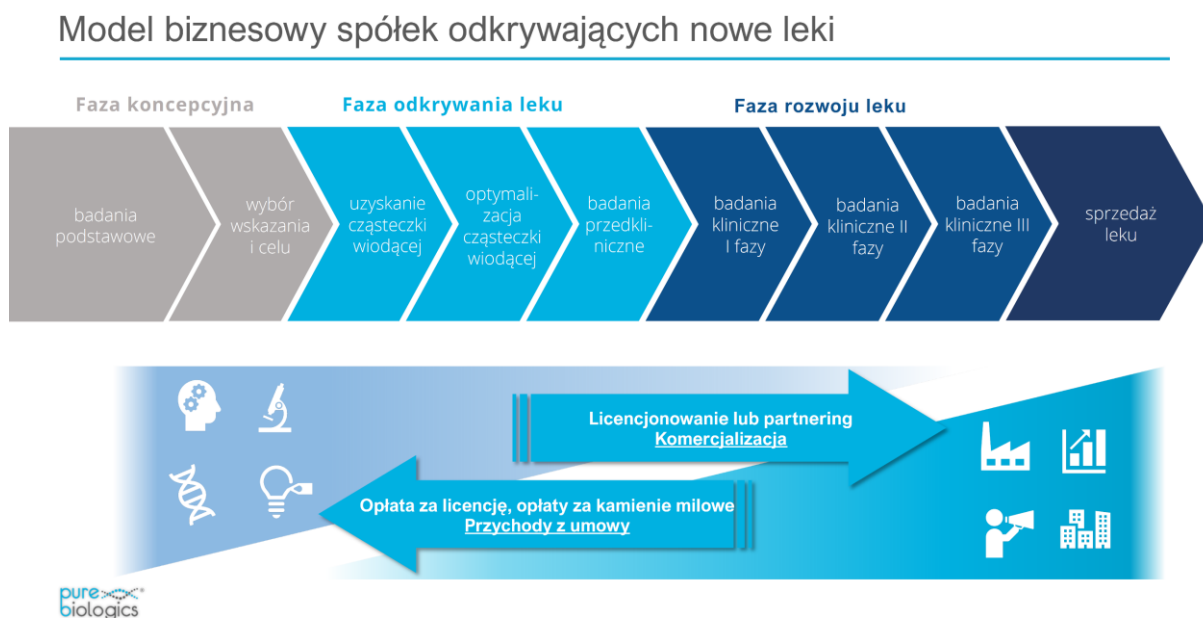 Model biznesowy spółek odkrywających nowe leki
Faza koncepcyjna
Faza odkrywania leku
Faza rozwoju leku
badania
podstawowe
wybór
wskazania
i celu
uzyskanie
cząsteczki
wiodącej
optymali-
zacja
cząsteczki
wiodącej
badania
przedkli-
niczne
badania
kliniczne
I fazy
badania
kliniczne II
fazy
badania
kliniczne III
fazy
sprzedaż
leku
Licencjonowanie lub partnering
Komercjalizacja
Opłata za licencję, opłaty za kamienie milowe
Przychody z umowy
pure
biologics